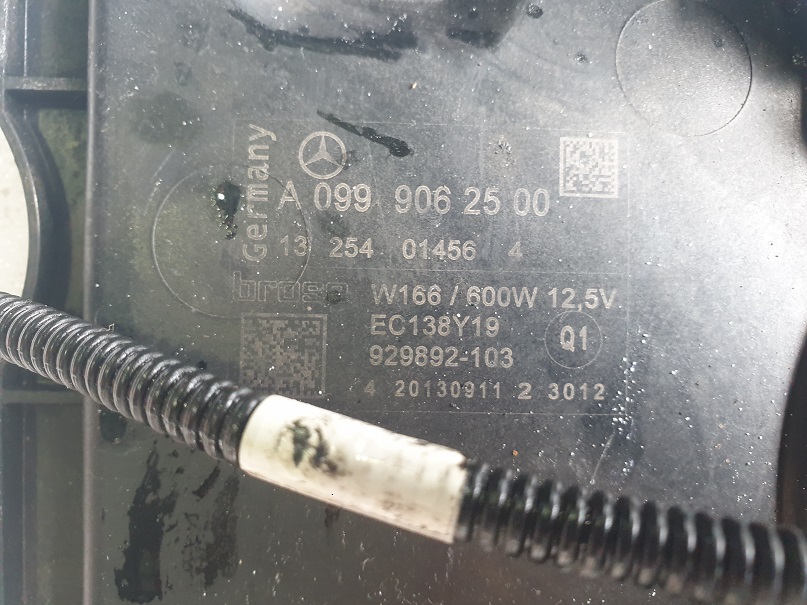 Germany
A 099 906 25 00
13 254 01456 4
brose
W166 / 600W 12,5V
EC138Y19
Q1
929892-103
4 20130911 2 3012